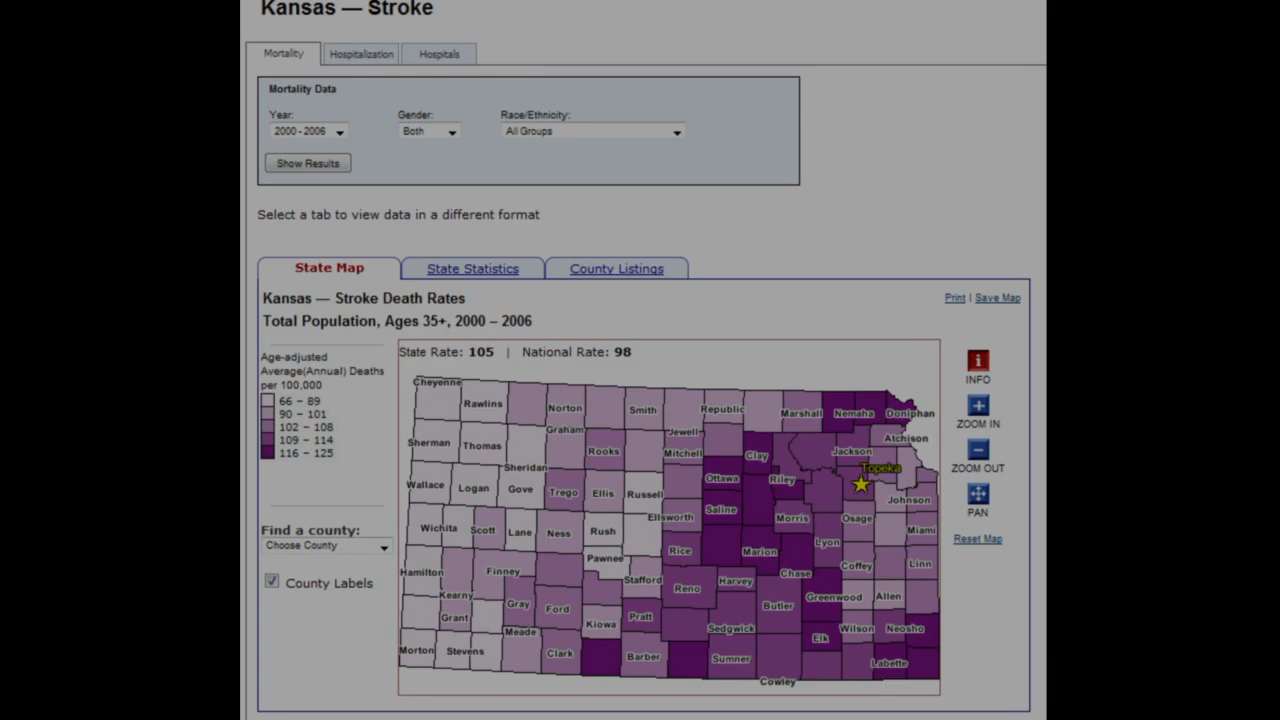 Kansas — Stroke
Mortality Hospitalization Hospitals
Mortality Data
Year: Gender: Race/Ethnicity:
2000 - 2006 Both All Groups
Show Results
Select a tab to view data in a different format
State Map State Statistics County Listings
Kansas — Stroke Death Rates Print | Save Map
Total Population, Ages 35+, 2000 – 2006
State Rate: 105 | National Rate: 98
Age-adjusted
Average(Annual) Deaths
per 100,000
66 – 89
90 – 101
102 – 108
109 – 114
116 – 125
Find a county:
Choose County
County Labels
Cheyenne
Rawlins Norton Smith Republic Marshall Nemaha Doniphan
Graham Jewell Atchison
Sherman Thomas Rooks Mitchell Clay Jackson
Sheridan Topeka
Wallace Logan Gove Trego Ellis Russell Ottawa Riley
Johnson
Saline
Ellsworth Morris Osage
Wichita Scott Lane Ness Rush Miami
Lyon
Rice Marion
Pawnee
Hamilton Finney Stafford Chase Coffey Linn
Harvey
Kearny Reno Greenwood Allen
Gray Ford Butler
Grant Kiowa Pratt
Meade Sedgwick Elk Wilson Neosho
Morton Stevens Clark Barber Sumner Labette
Cowley
INFO
ZOOM IN
ZOOM OUT
PAN
Reset Map